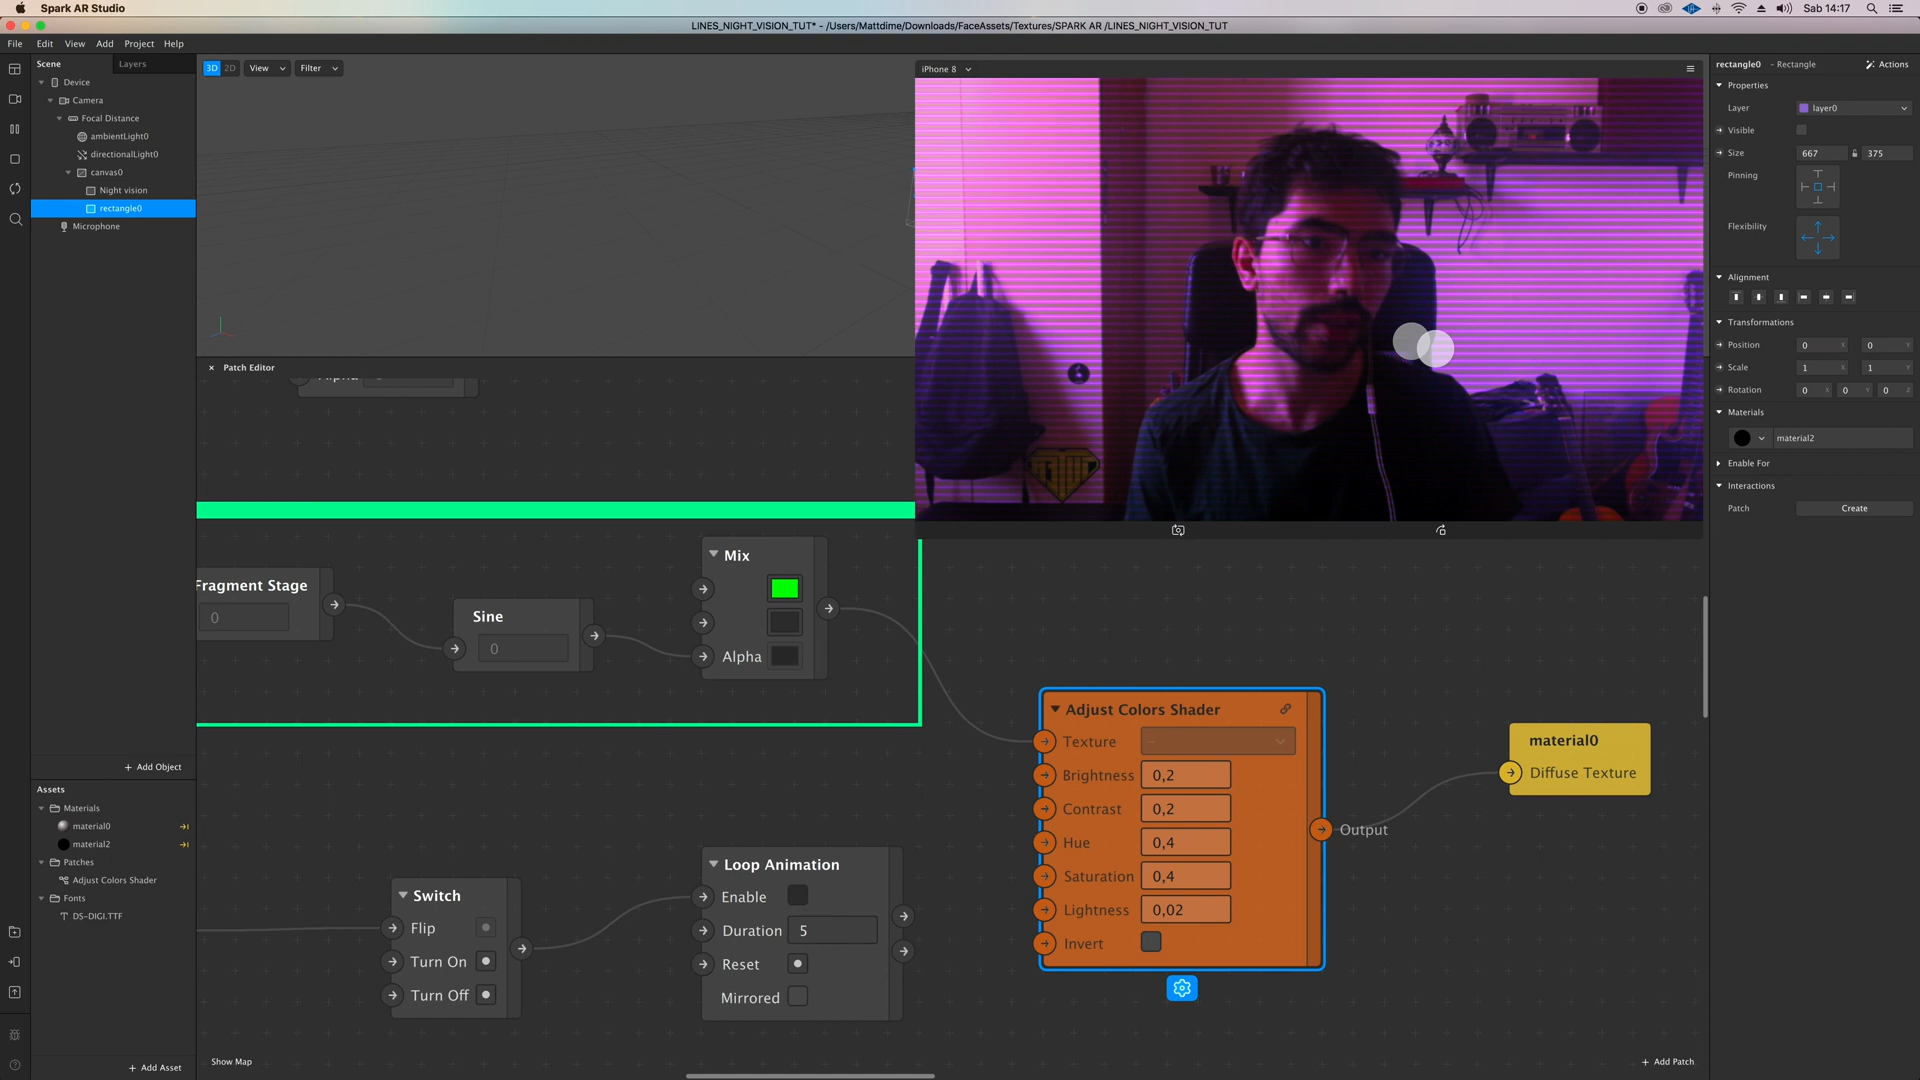 Spark AR Studio
Sab 14:17
LINES_NIGHT_VISION_TUT* - /Users/Mattdime/Downloads/FaceAssets/Textures/SPARK AR /LINES_NIGHT_VISION_TUT
File Edit View Add Project Help
Scene
Layers
Device
Camera
Focal Distance
ambientLight0
directionalLight0
canvas0
Night vision
rectangle0
Microphone
+ Add Object
Assets
Materials
material0
material2
Patches
Adjust Colors Shader
Fonts
DS-DIGI.TTF
+ Add Asset
3D 2D
View
Filter
iPhone 8
Patch Editor
Fragment Stage
0
Sine
0
Mix
Alpha
Switch
Flip
Turn On
Turn Off
Loop Animation
Enable
Duration 5
Reset
Mirrored
Adjust Colors Shader
Texture
Brightness 0,2
Contrast 0,2
Hue 0,4
Saturation 0,4
Lightness 0,02
Invert
Output
material0
Diffuse Texture
Show Map
+ Add Patch
rectangle0 - Rectangle
Actions
Properties
Layer layer0
Visible
Size 667 375
Pinning
Flexibility
Alignment
Transformations
Position 0 X 0 Y
Scale 1 X 1 Y
Rotation 0 X 0 Y 0 Z
Materials
material2
Enable For
Interactions
Patch Create